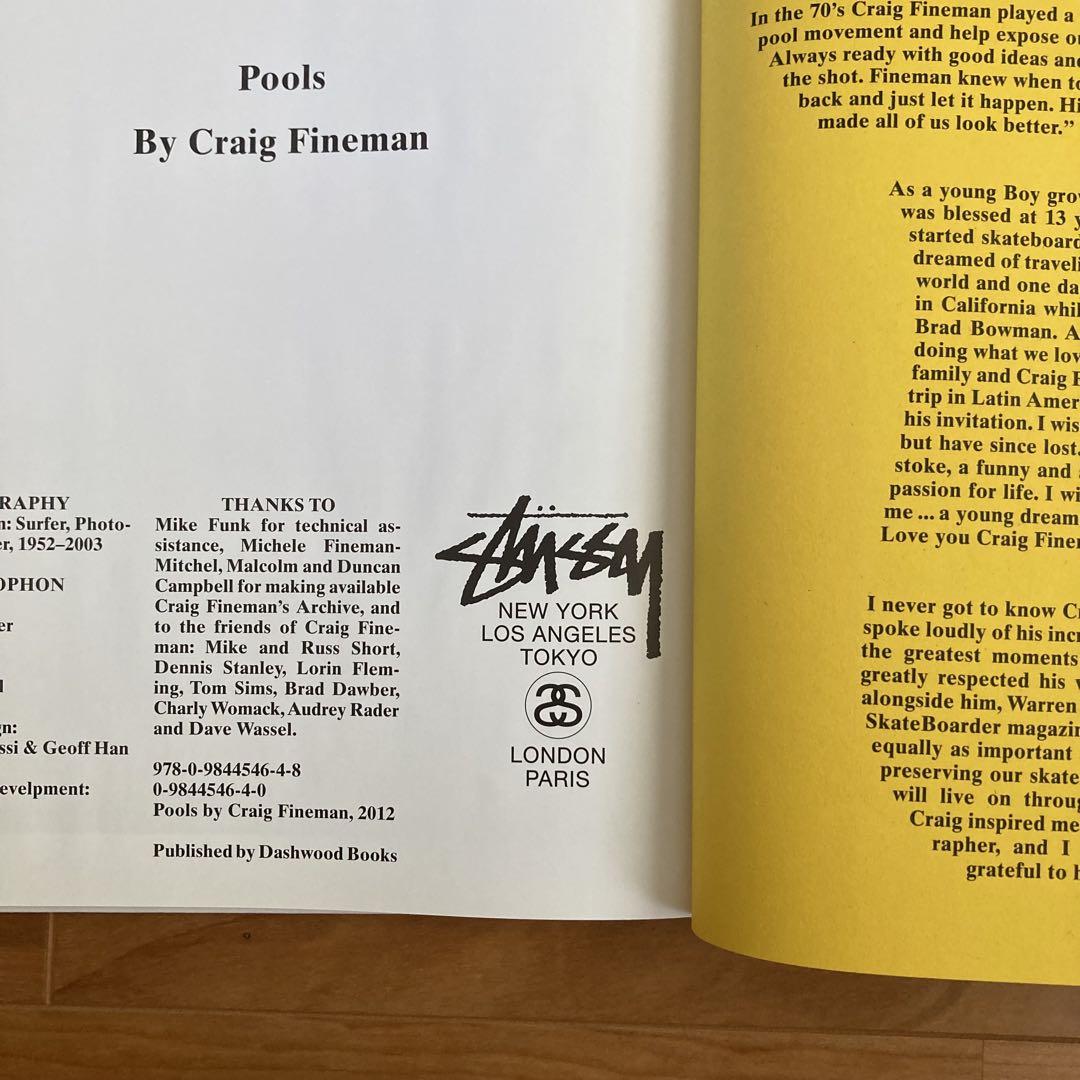 Pools
By Craig Fineman
RAPHY
n: Surfer, Photo-
er, 1952–2003
OPHON
er
l
gn:
ssi & Geoff Han
evelpment:
THANKS TO
Mike Funk for technical as-
sistance, Michele Fineman-
Mitchel, Malcolm and Duncan
Campbell for making available
Craig Fineman's Archive, and
to the friends of Craig Fine-
man: Mike and Russ Short,
Dennis Stanley, Lorin Flem-
ing, Tom Sims, Brad Dawber,
Charly Womack, Audrey Rader
and Dave Wassel.
978-0-9844546-4-8
0-9844546-4-0
Pools by Craig Fineman, 2012
Published by Dashwood Books
Stüssy
NEW YORK
LOS ANGELES
TOKYO
LONDON
PARIS
In the 70's Craig Fineman played a
pool movement and help expose ou
Always ready with good ideas and
the shot. Fineman knew when to
back and just let it happen. Hi
made all of us look better.”
As a young Boy grow
was blessed at 13 y
started skateboard
dreamed of traveli
world and one da
in California whil
Brad Bowman. A
doing what we lov
family and Craig F
trip in Latin Amer
his invitation. I wis
but have since lost.
stoke, a funny and
passion for life. I wi
me ... a young dream
Love you Craig Finem
I never got to know Cr
spoke loudly of his incr
the greatest moments
greatly respected his w
alongside him, Warren
SkateBoarder magazin
equally as important
preserving our skate
will live on throug
Craig inspired me
rapher, and I
grateful to h